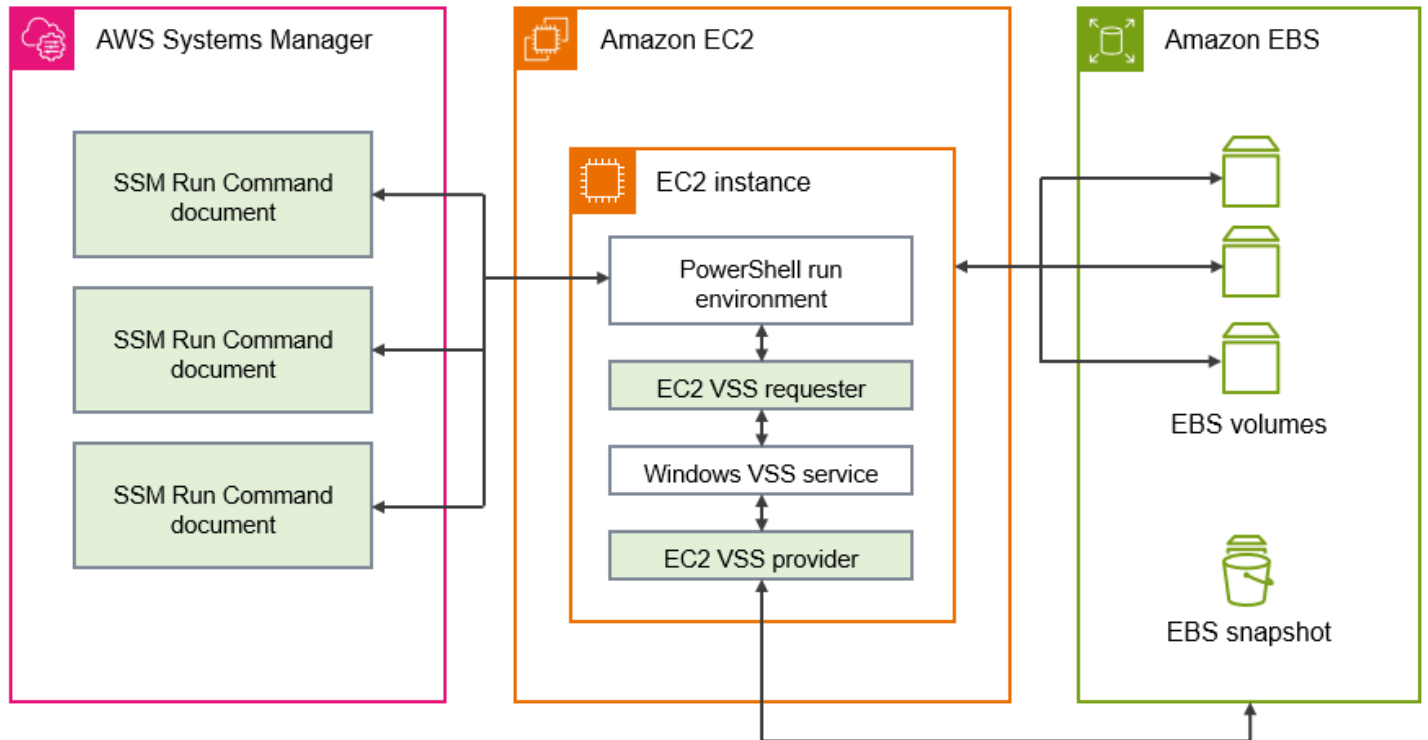 AWS Systems Manager
SSM Run Command
document
SSM Run Command
document
SSM Run Command
document
Amazon EC2
EC2 instance
PowerShell run
environment
EC2 VSS requester
Windows VSS service
EC2 VSS provider
Amazon EBS
EBS volumes
EBS snapshot